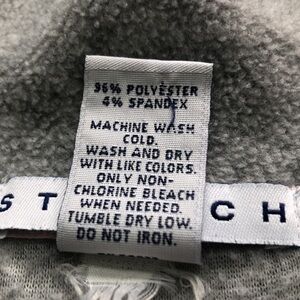 96% POLYESTER
4% SPANDEX
MACHINE WASH
COLD.
WASH AND DRY
WITH LIKE COLORS.
ONLY NON-
CHLORINE BLEACH
WHEN NEEDED.
TUMBLE DRY LOW.
DO NOT IRON.
ST CH